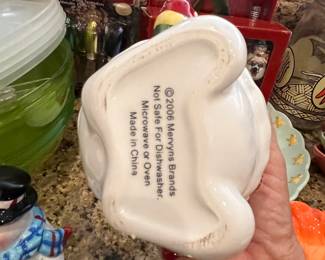 © 2006 Mervyns Brands
Not Safe For Dishwasher,
Microwave or Oven
Made in China